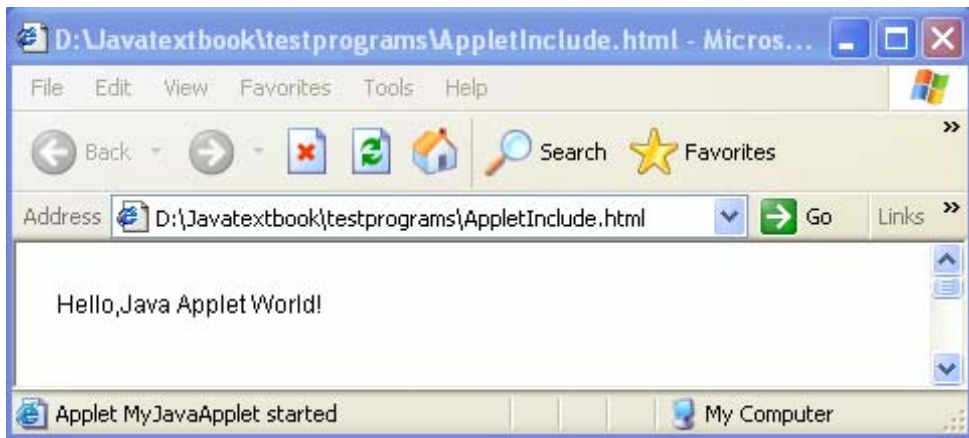 D:\Javatextbook\testprograms\AppletInclude.html - Micros...
File Edit View Favorites Tools Help
Back Search Favorites »
Address D:\Javatextbook\testprograms\AppletInclude.html Go Links »
Hello,Java Applet World!
Applet MyJavaApplet started My Computer